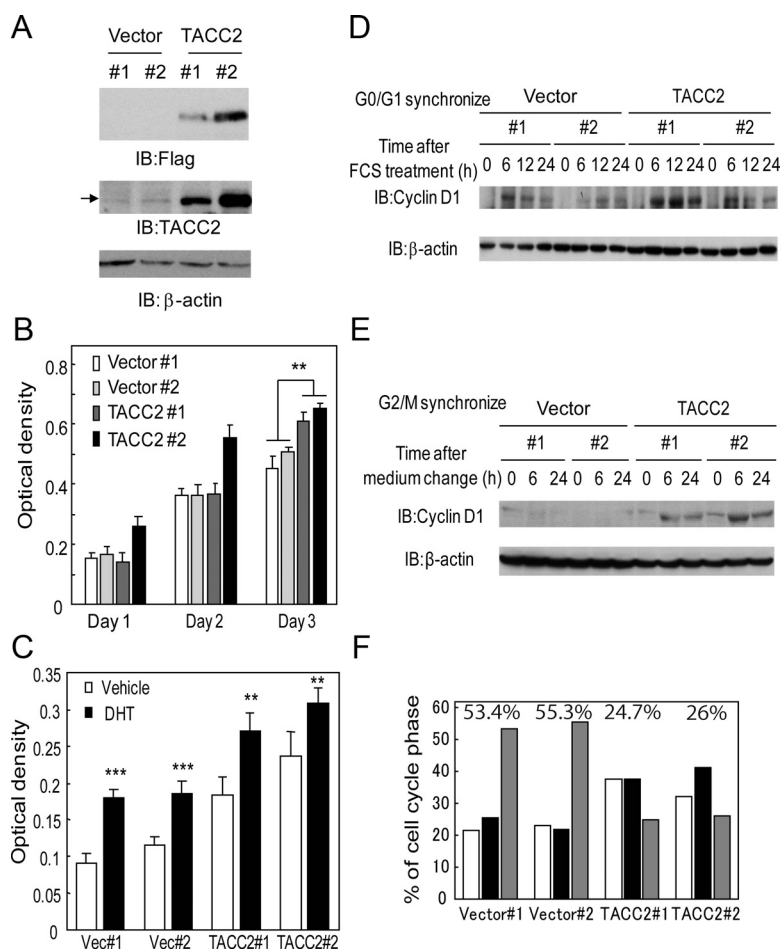 A
Vector TACC2
#1 #2 #1 #2
IB:Flag
IB:TACC2
IB:β-actin
B
Optical density
0.8
0.6
0.4
0.2
0
Vector #1
Vector #2
TACC2 #1
TACC2 #2
**
Day 1 Day 2 Day 3
C
Optical density
0.35
0.3
0.25
0.2
0.15
0.1
0.05
0
Vehicle
DHT
*** *** ** **
Vec#1 Vec#2 TACC2#1 TACC2#2
D
G0/G1 synchronize Vector TACC2
#1 #2 #1 #2
Time after
FCS treatment (h) 0 6 12 24 0 6 12 24 0 6 12 24 0 6 12 24
IB:Cyclin D1
IB:β-actin
E
G2/M synchronize Vector TACC2
#1 #2 #1 #2
Time after
medium change (h) 0 6 24 0 6 24 0 6 24 0 6 24
IB:Cyclin D1
IB:β-actin
F
% of cell cycle phase
60
50
40
30
20
10
0
53.4% 55.3% 24.7% 26%
Vector#1 Vector#2 TACC2#1 TACC2#2